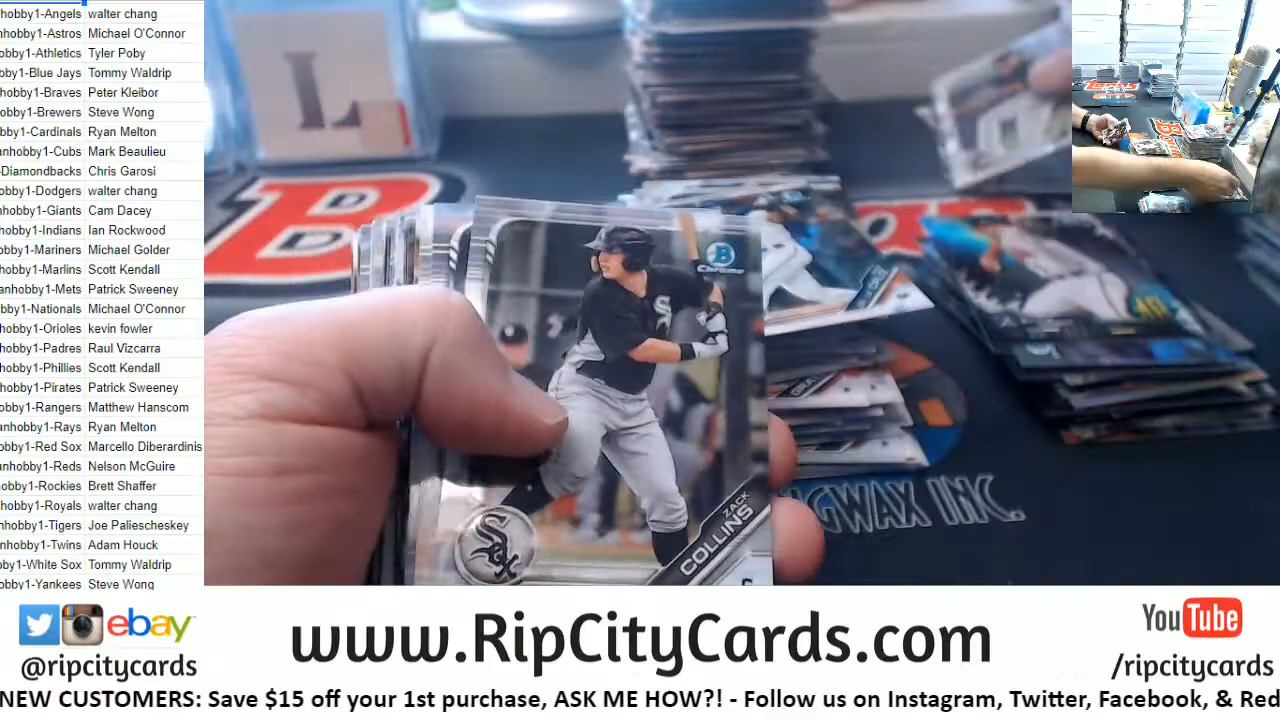 hobby1-Angels walter chang
nhobby1-Astros Michael O'Connor
hobby1-Athletics Tyler Poby
bby1-Blue Jays Tommy Waldrip
hobby1-Braves Peter Kleibor
obby1-Brewers Steve Wong
bby1-Cardinals Ryan Melton
anhobby1-Cubs Mark Beaulieu
-Diamondbacks Chris Garosi
obby1-Dodgers walter chang
nhobby1-Giants Cam Dacey
hobby1-Indians Ian Rockwood
obby1-Mariners Michael Golder
hobby1-Marlins Scott Kendall
anhobby1-Mets Patrick Sweeney
bby1-Nationals Michael O'Connor
hobby1-Orioles kevin fowler
hobby1-Padres Raul Vizcarra
hobby1-Phillies Scott Kendall
hobby1-Pirates Patrick Sweeney
obby1-Rangers Matthew Hanscom
anhobby1-Rays Ryan Melton
obby1-Red Sox Marcello Diberardinis
anhobby1-Reds Nelson McGuire
obby1-Rockies Brett Shaffer
hobby1-Royals walter chang
nhobby1-Tigers Joe Paliescheskey
nhobby1-Twins Adam Houck
by1-White Sox Tommy Waldrip
obby1-Yankees Steve Wong
L
B
Chrome
Sox
ZACK
COLLINS
GWAX INC.
40
ebay
@ripcitycards
www.RipCityCards.com
YouTube
/ripcitycards
NEW CUSTOMERS: Save $15 off your 1st purchase, ASK ME HOW?! - Follow us on Instagram, Twitter, Facebook, & Red